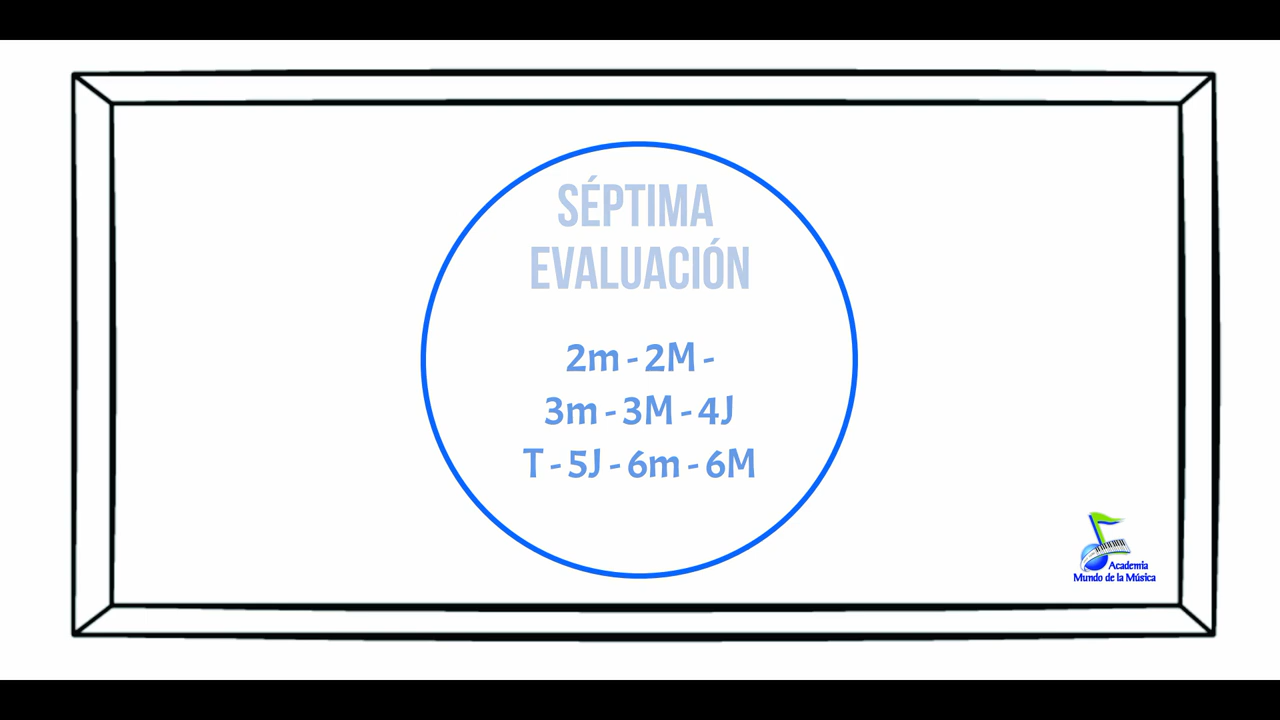 SÉPTIMA
EVALUACIÓN
2m - 2M -
3m - 3M - 4J
T - 5J - 6m - 6M
Academia
Mundo de la Música